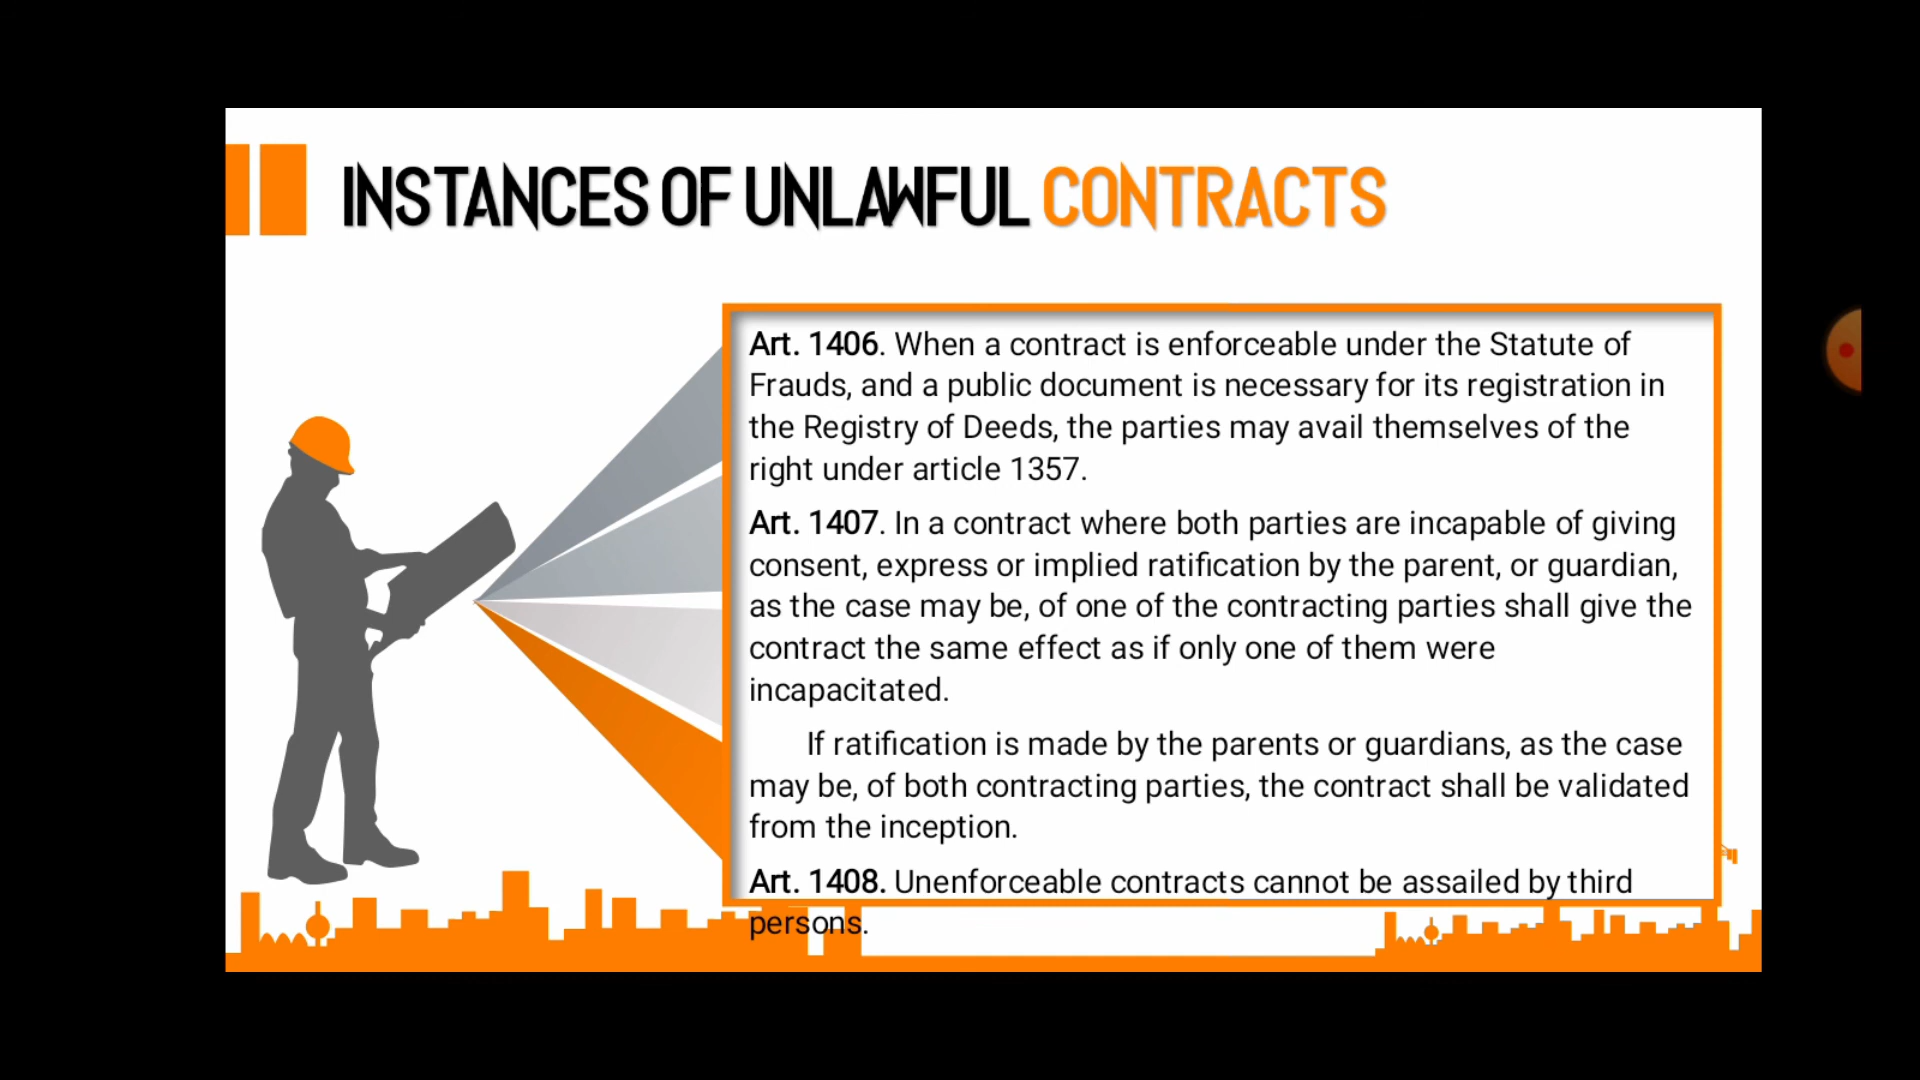 INSTANCES OF UNLAWFUL CONTRACTS
Art. 1406. When a contract is enforceable under the Statute of
Frauds, and a public document is necessary for its registration in
the Registry of Deeds, the parties may avail themselves of the
right under article 1357.
Art. 1407. In a contract where both parties are incapable of giving
consent, express or implied ratification by the parent, or guardian,
as the case may be, of one of the contracting parties shall give the
contract the same effect as if only one of them were
incapacitated.
If ratification is made by the parents or guardians, as the case
may be, of both contracting parties, the contract shall be validated
from the inception.
Art. 1408. Unenforceable contracts cannot be assailed by third
persons.